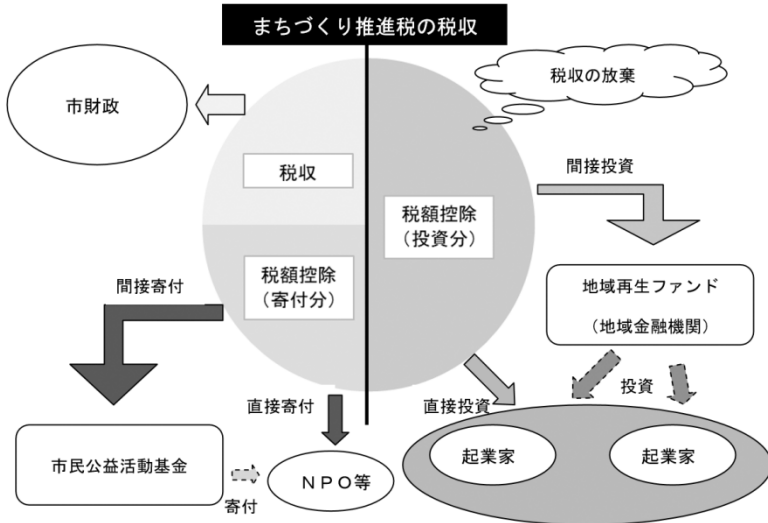 まちづくり推進税の税収
市財政
税収の放棄
税収
間接投資
税額控除
（投資分）
税額控除
（寄付分）
間接寄付
地域再生ファンド
（地域金融機関）
直接寄付
直接投資
投資
市民公益活動基金
寄付
ＮＰＯ等
起業家
起業家